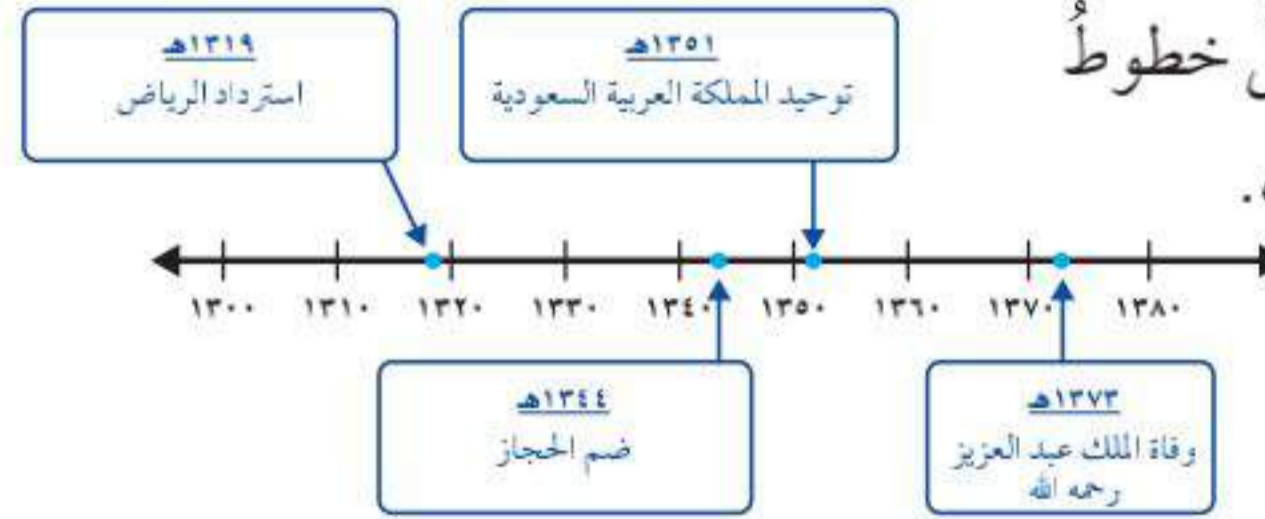 خطوطُ
١٣١٩هـ
استرداد الرياض
١٣٥١هـ
توحيد المملكة العربية السعودية
١٣٠٠ ١٣١٠ ١٣٢٠ ١٣٣٠ ١٣٤٠ ١٣٥٠ ١٣٦٠ ١٣٧٠ ١٣٨٠
١٣٤٤هـ
ضم الحجاز
١٣٧٣هـ
وفاة الملك عبد العزيز
رحمه الله